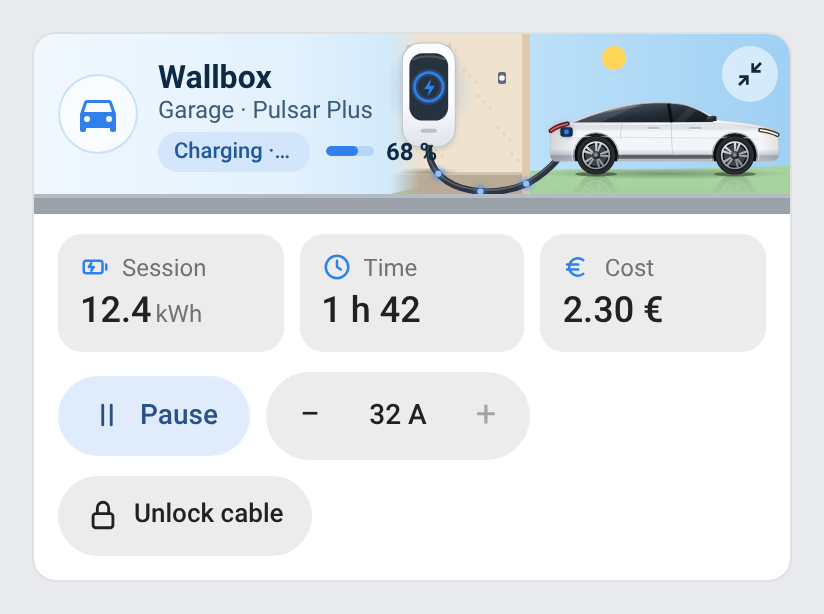 Wallbox
Garage · Pulsar Plus
Charging ·... 68 %
Session
12.4 kWh
Time
1 h 42
Cost
2.30 €
Pause
− 32 A +
Unlock cable